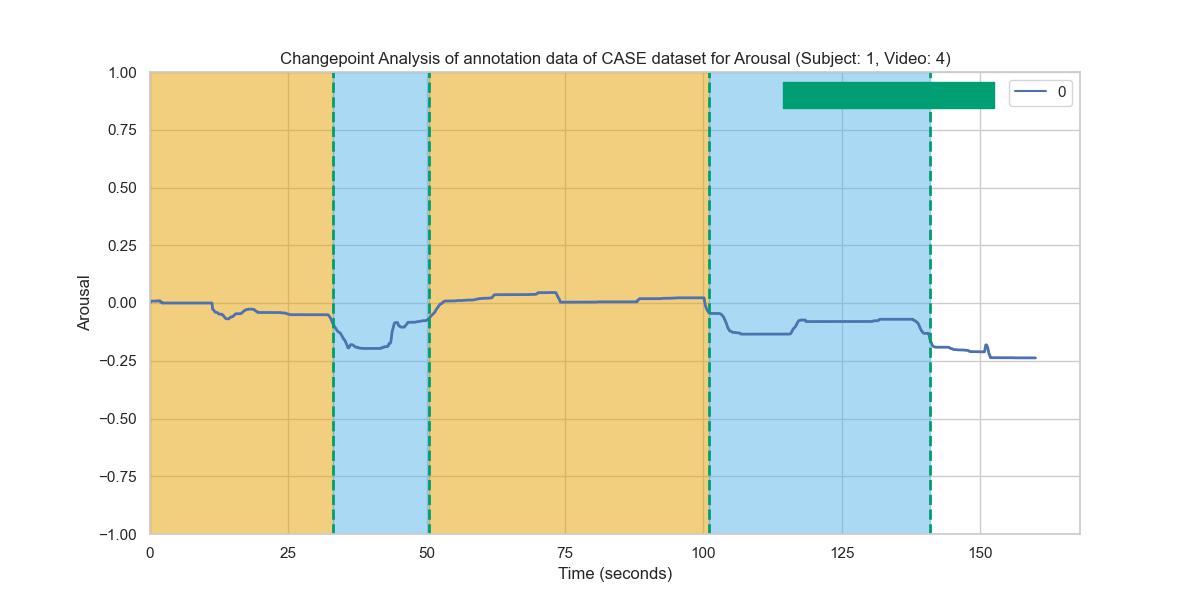 Changepoint Analysis of annotation data of CASE dataset for Arousal (Subject: 1, Video: 4)
1.00
0.75
0.50
0.25
0.00
−0.25
−0.50
−0.75
−1.00
Arousal
0
0 25 50 75 100 125 150
Time (seconds)